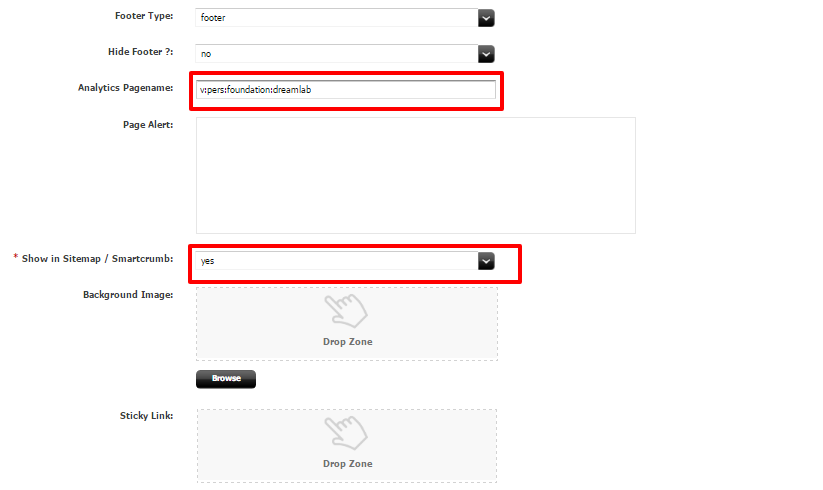 Footer Type: footer
Hide Footer ?: no
Analytics Pagename: v:pers:foundation:dreamlab
Page Alert:
* Show in Sitemap / Smartcrumb: yes
Background Image:
Drop Zone
Browse
Sticky Link:
Drop Zone